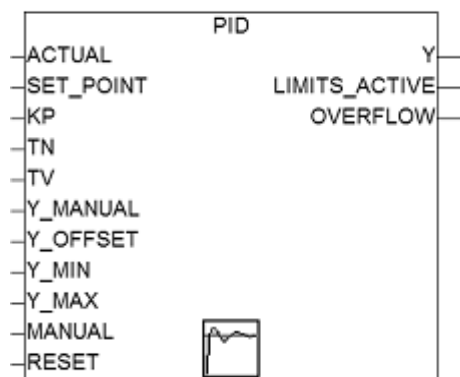 PID
ACTUAL Y
SET_POINT LIMITS_ACTIVE
KP OVERFLOW
TN
TV
Y_MANUAL
Y_OFFSET
Y_MIN
Y_MAX
MANUAL
RESET